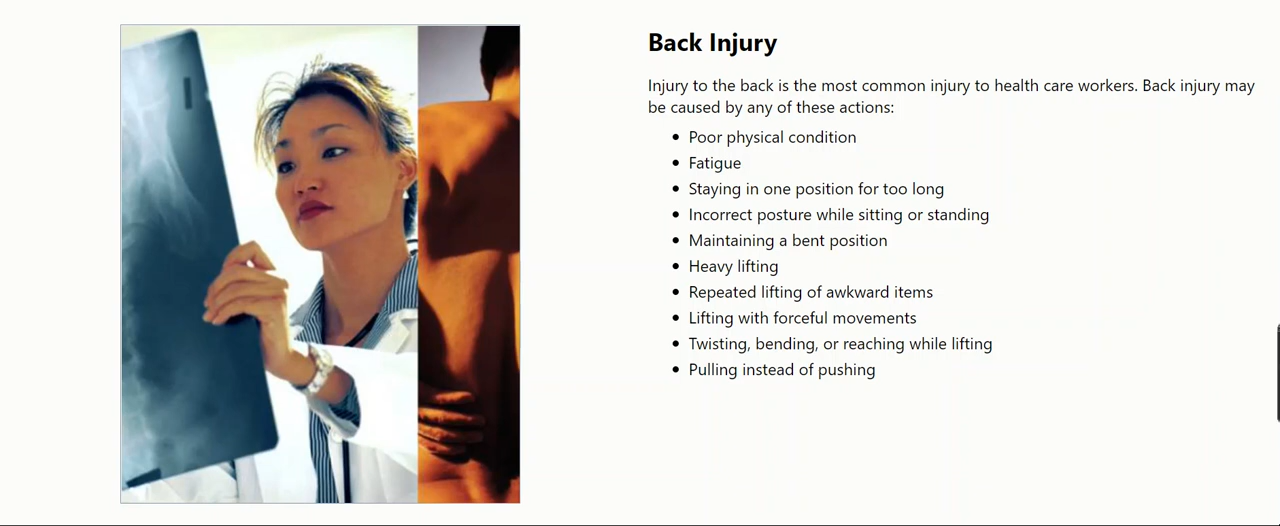 Back Injury
Injury to the back is the most common injury to health care workers. Back injury may
be caused by any of these actions:
• Poor physical condition
• Fatigue
• Staying in one position for too long
• Incorrect posture while sitting or standing
• Maintaining a bent position
• Heavy lifting
• Repeated lifting of awkward items
• Lifting with forceful movements
• Twisting, bending, or reaching while lifting
• Pulling instead of pushing